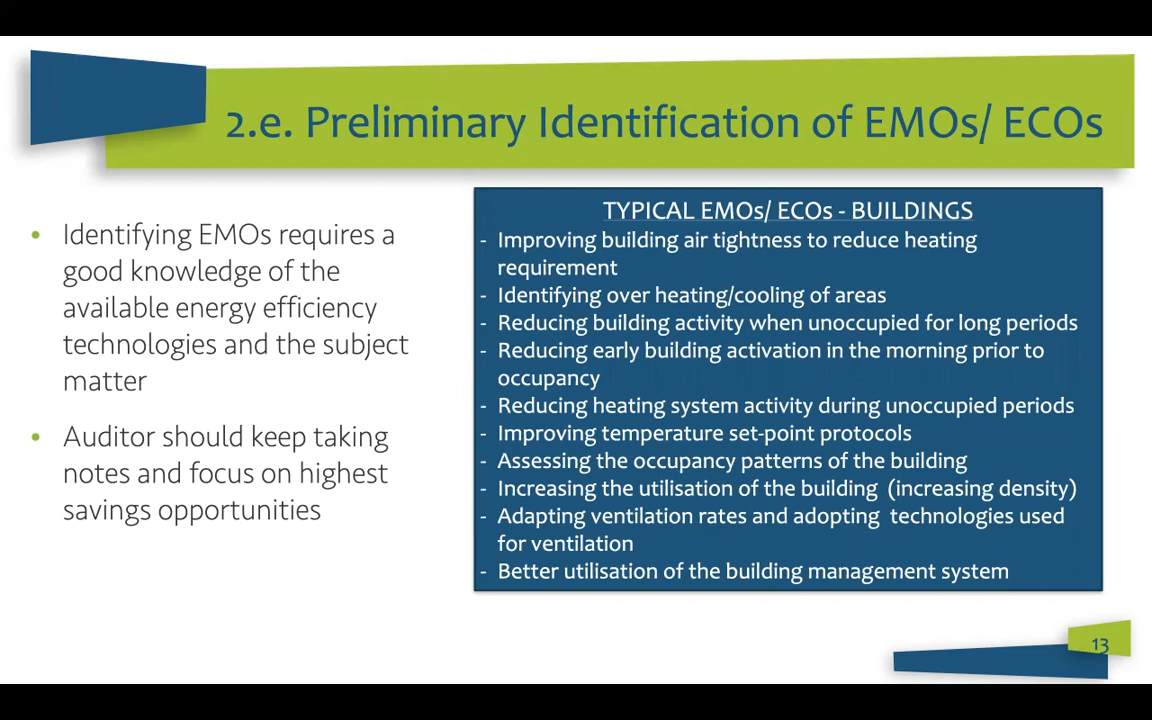 2.e. Preliminary Identification of EMOs/ ECOs
• Identifying EMOs requires a
good knowledge of the
available energy efficiency
technologies and the subject
matter
• Auditor should keep taking
notes and focus on highest
savings opportunities
TYPICAL EMOs/ ECOs - BUILDINGS
- Improving building air tightness to reduce heating
requirement
- Identifying over heating/cooling of areas
- Reducing building activity when unoccupied for long periods
- Reducing early building activation in the morning prior to
occupancy
- Reducing heating system activity during unoccupied periods
- Improving temperature set-point protocols
- Assessing the occupancy patterns of the building
- Increasing the utilisation of the building (increasing density)
- Adapting ventilation rates and adopting technologies used
for ventilation
- Better utilisation of the building management system
13